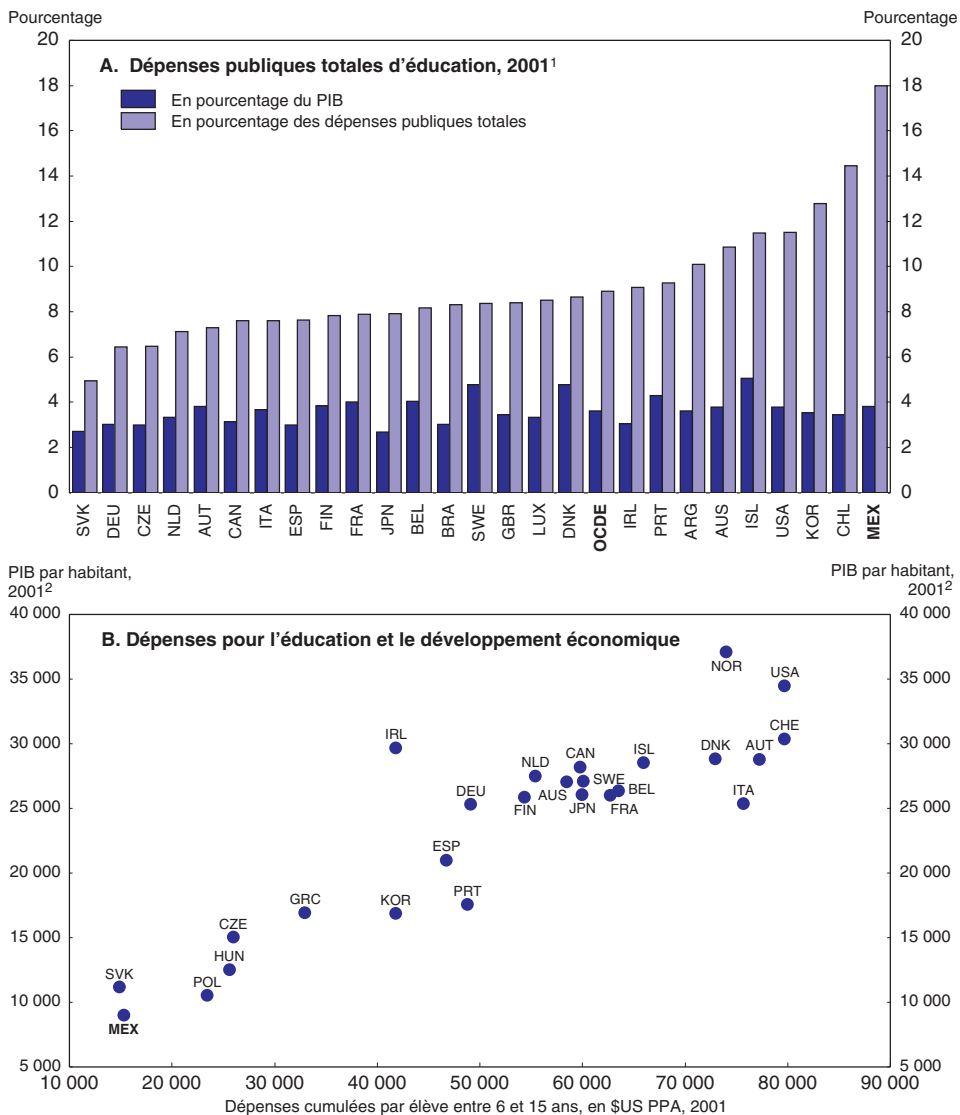 Pourcentage
Pourcentage
20
20
A. Dépenses publiques totales d'éducation, 2001¹
18
18
En pourcentage du PIB
En pourcentage des dépenses publiques totales
16
16
14
14
12
12
10
10
8
8
6
6
4
4
2
2
0
0
SVK DEU CZE NLD AUT CAN ITA ESP FIN FRA JPN BEL BRA SWE GBR LUX DNK OCDE IRL PRT ARG AUS ISL USA KOR CHL MEX
PIB par habitant,
2001²
PIB par habitant,
2001²
40 000
40 000
B. Dépenses pour l'éducation et le développement économique
NOR
USA
35 000
35 000
CHE
IRL
30 000
30 000
CAN
ISL
DNK
AUT
NLD
DEU
AUS
SWE
BEL
ITA
FIN
JPN
FRA
25 000
25 000
ESP
20 000
20 000
PRT
GRC
KOR
CZE
15 000
15 000
HUN
SVK
POL
10 000
10 000
MEX
5 000
5 000
10 000 20 000 30 000 40 000 50 000 60 000 70 000 80 000 90 000
Dépenses cumulées par élève entre 6 et 15 ans, en $US PPA, 2001